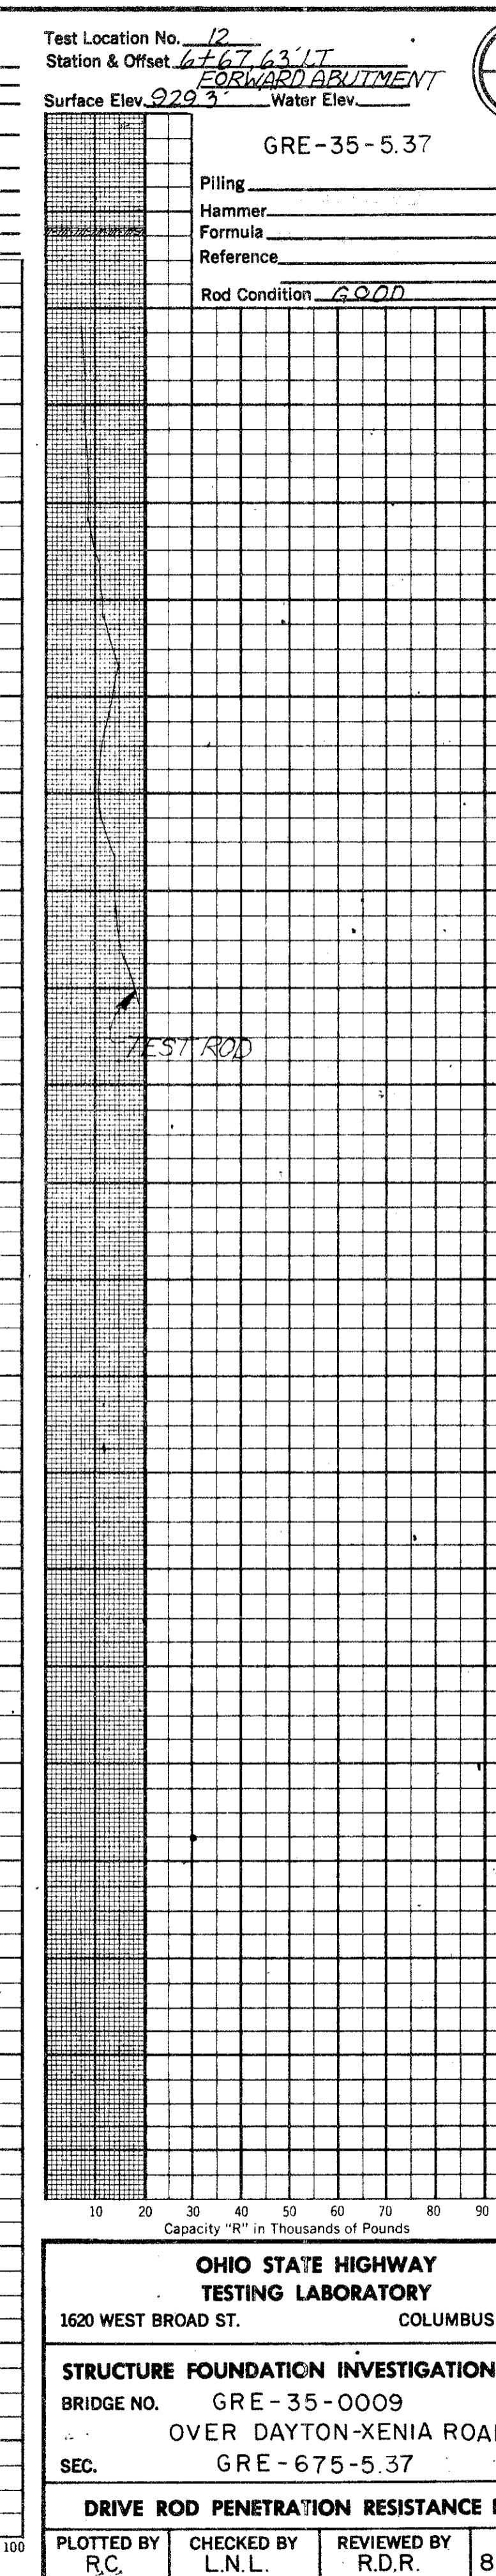 Test Location No. 12
Station & Offset 6+67, 63' LT
FORWARD ABUTMENT
Surface Elev. 929.3' Water Elev.
GRE-35-5.37
Piling
Hammer
Formula
Reference
Rod Condition GOOD
TEST ROD
10 20 30 40 50 60 70 80 90
Capacity "R" in Thousands of Pounds
OHIO STATE HIGHWAY
TESTING LABORATORY
1620 WEST BROAD ST. COLUMBUS
STRUCTURE FOUNDATION INVESTIGATION
BRIDGE NO. GRE-35-0009
OVER DAYTON-XENIA ROA
SEC. GRE-675-5.37
DRIVE ROD PENETRATION RESISTANCE
100
PLOTTED BY CHECKED BY REVIEWED BY
R.C. L.N.L. R.D.R. 8